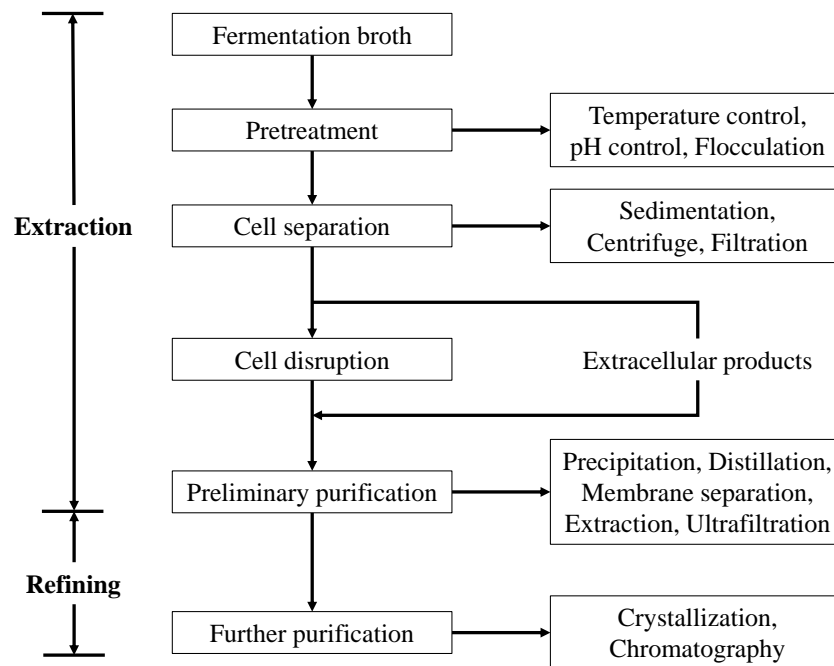 Fermentation broth
Pretreatment
Temperature control,
pH control, Flocculation
Extraction
Cell separation
Sedimentation,
Centrifuge, Filtration
Cell disruption
Extracellular products
Preliminary purification
Precipitation, Distillation,
Membrane separation,
Extraction, Ultrafiltration
Refining
Further purification
Crystallization,
Chromatography